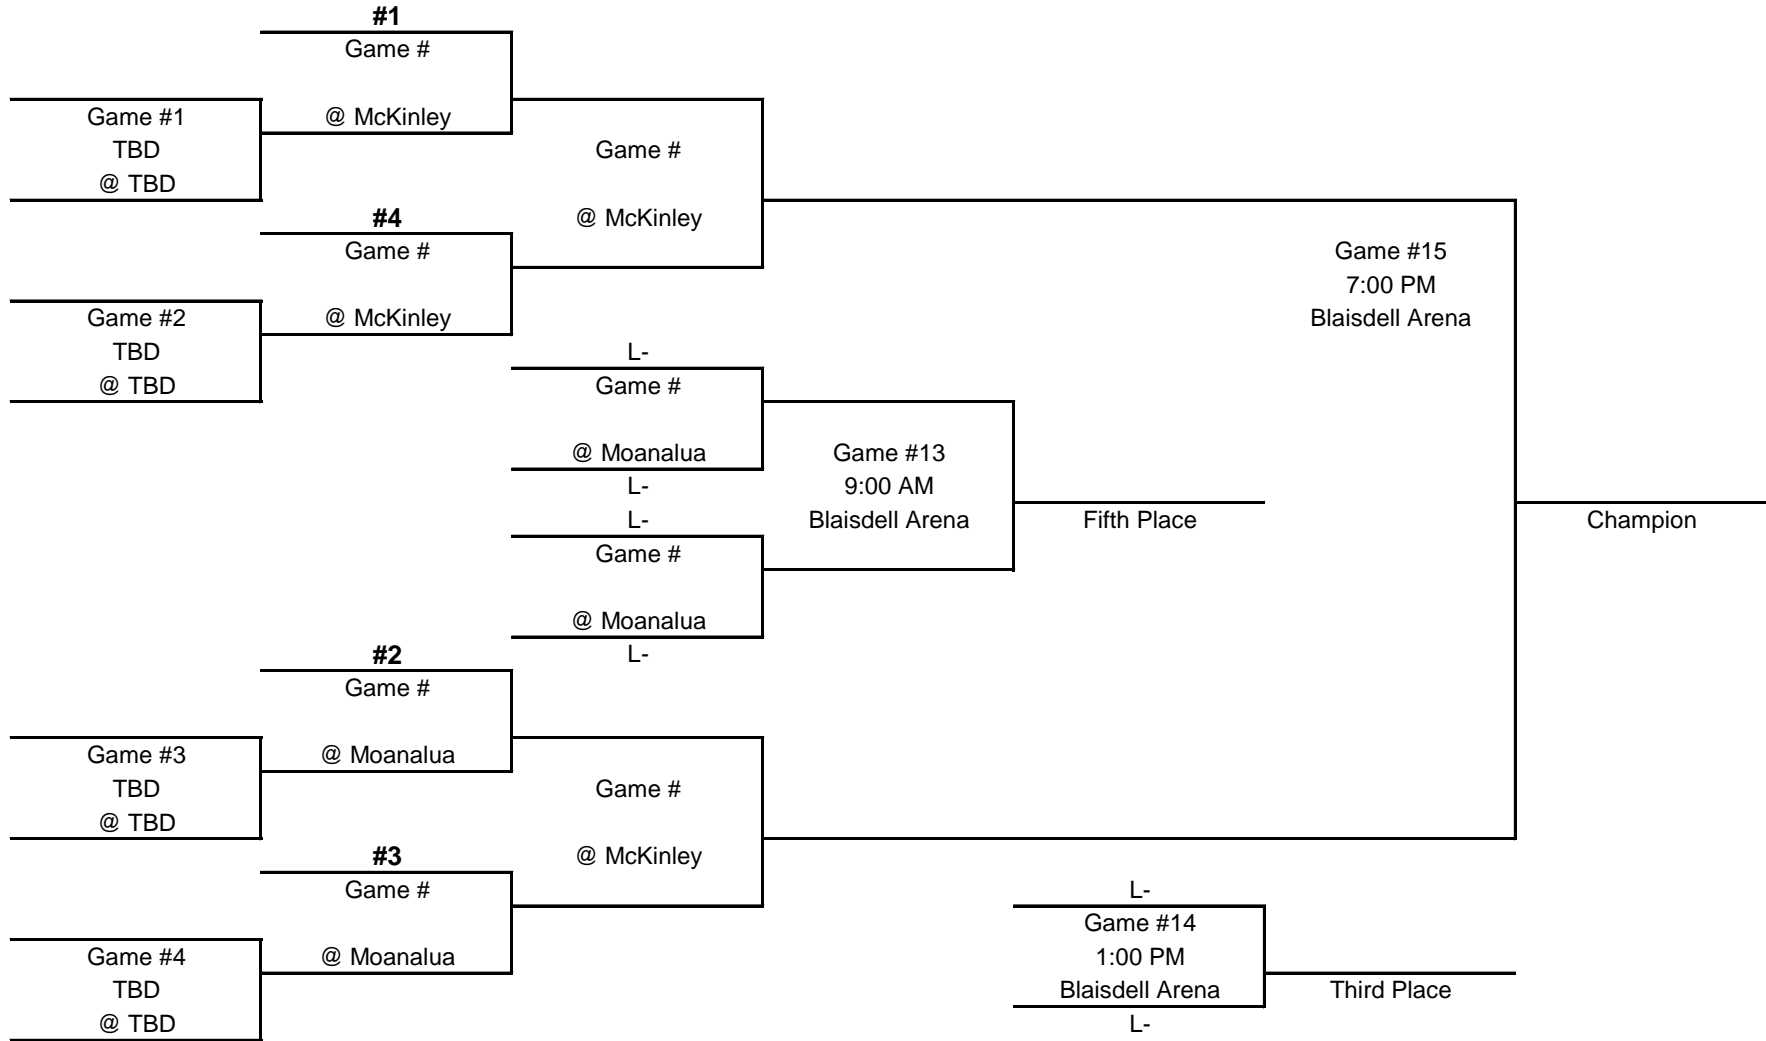 #1
Game #
@ McKinley
Game #1
TBD
@ TBD
Game #
@ McKinley
#4
Game #
@ McKinley
Game #2
TBD
@ TBD
Game #15
7:00 PM
Blaisdell Arena
L-
Game #
@ Moanalua
L-
L-
Game #
@ Moanalua
L-
Game #13
9:00 AM
Blaisdell Arena
Fifth Place
Champion
#2
Game #
@ Moanalua
Game #3
TBD
@ TBD
Game #
@ McKinley
#3
Game #
@ Moanalua
Game #4
TBD
@ TBD
L-
Game #14
1:00 PM
Blaisdell Arena
L-
Third Place